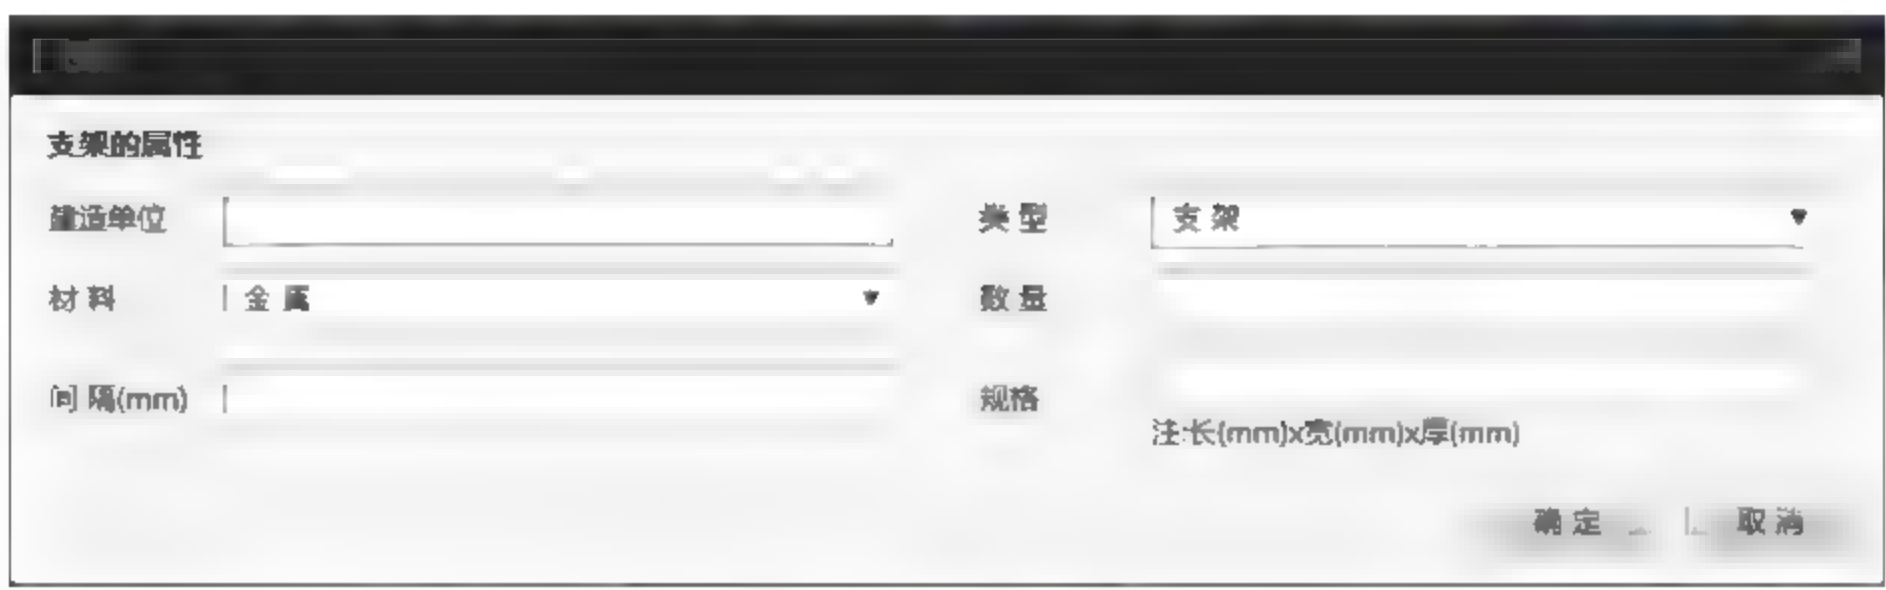 支架的属性
建造单位 类型 支架
材料 金属 数量
间隔(mm) 规格
注:长(mm)x宽(mm)x厚(mm)
确定 取消